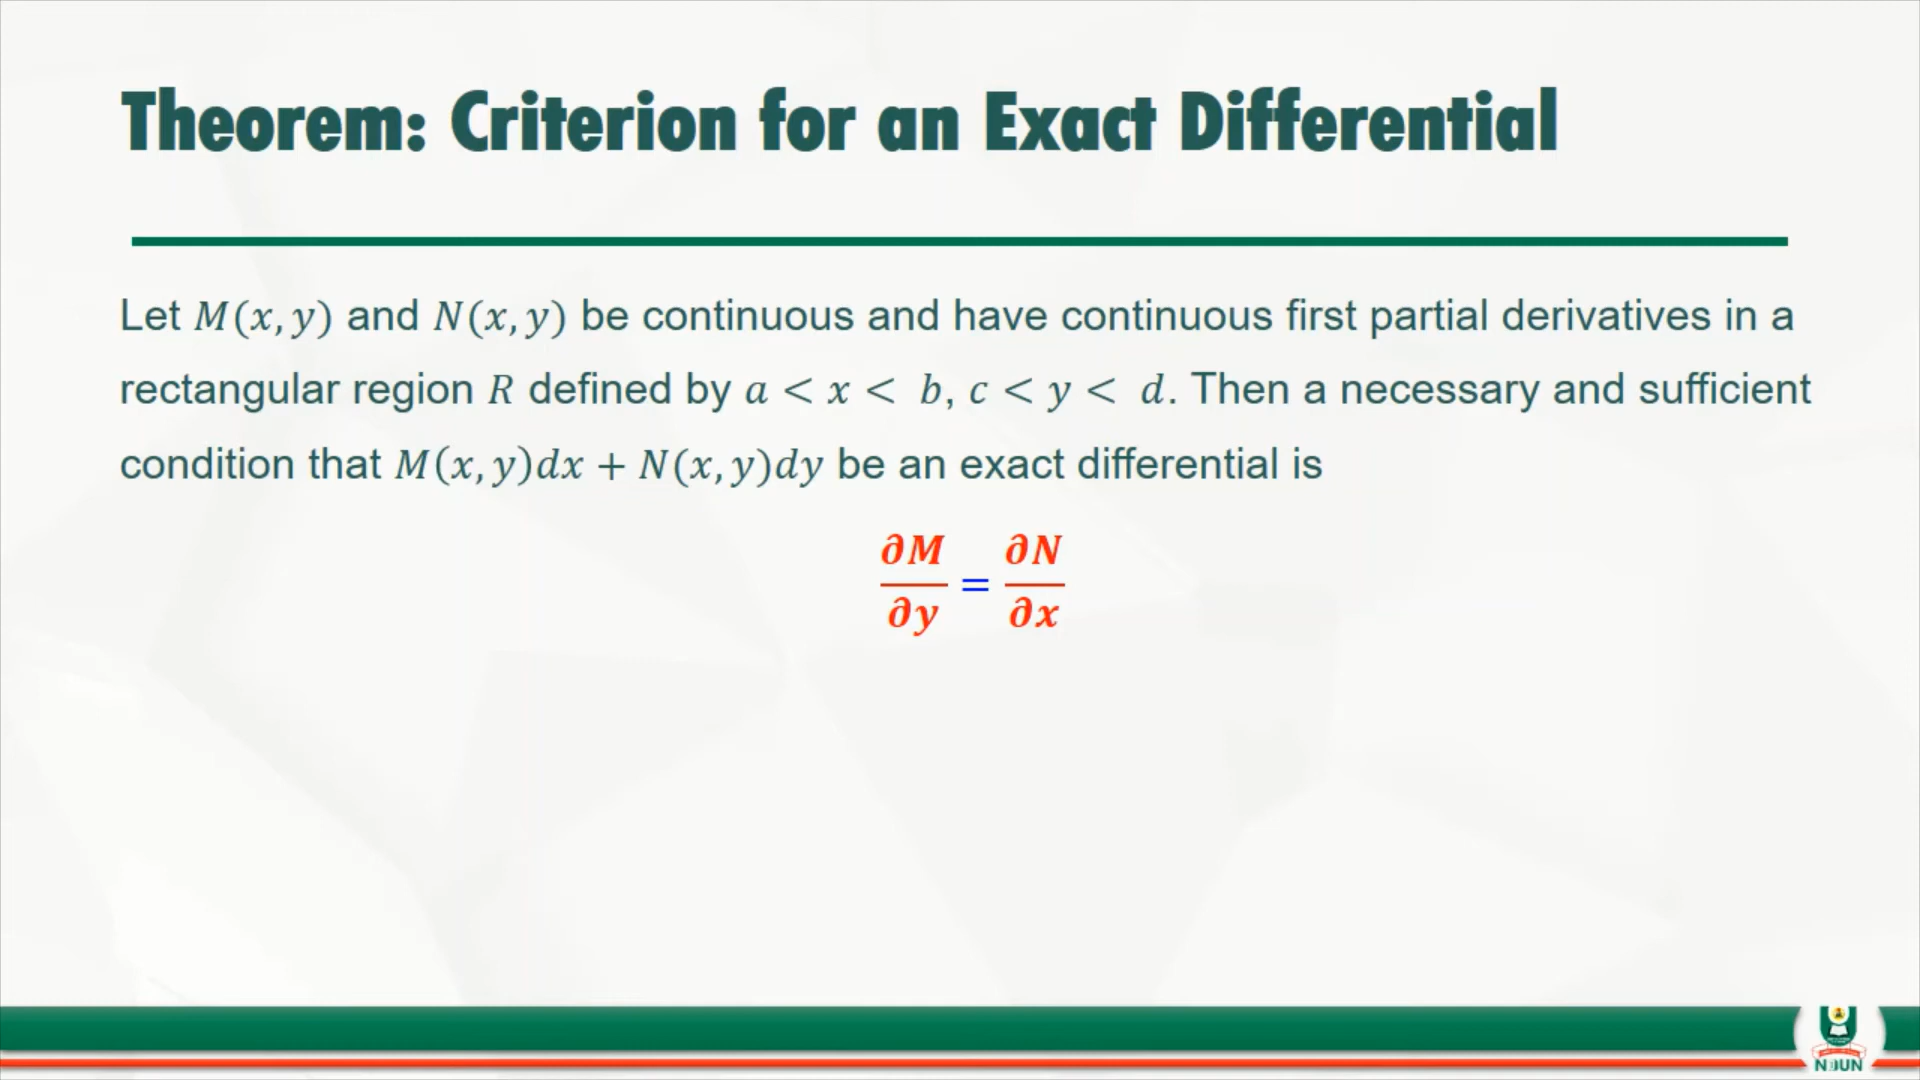 Theorem: Criterion for an Exact Differential
Let M(x, y) and N(x, y) be continuous and have continuous first partial derivatives in a
rectangular region R defined by a < x < b, c < y < d. Then a necessary and sufficient
condition that M(x, y)dx + N(x, y)dy be an exact differential is
∂M/∂y = ∂N/∂x
NOUN